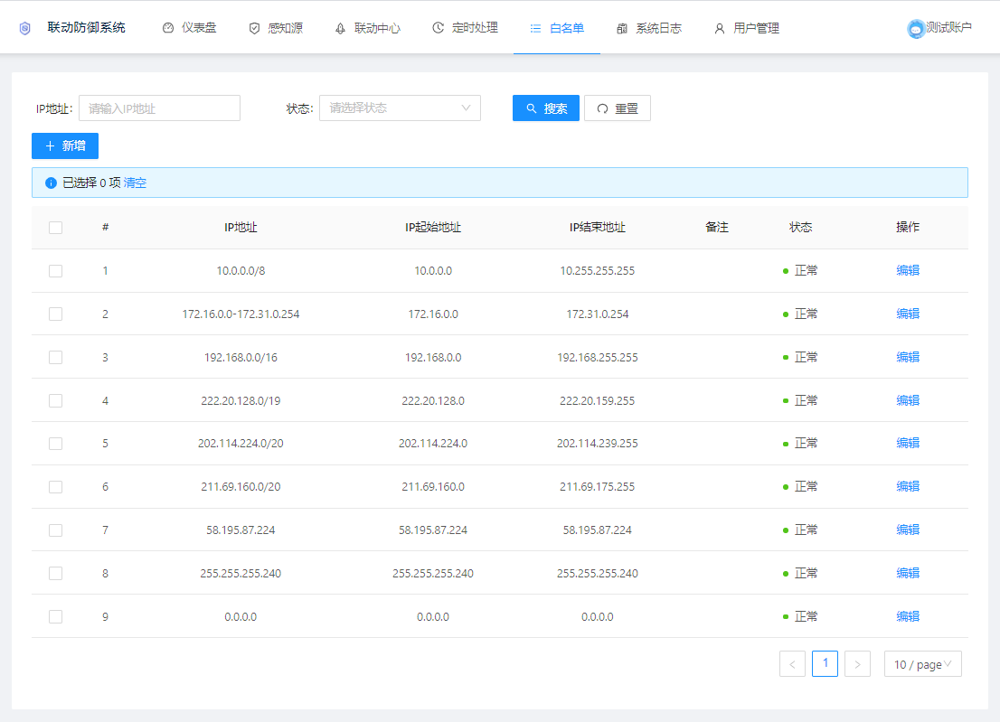 联动防御系统 仪表盘 感知源 联动中心 定时处理 白名单 系统日志 用户管理 测试账户
IP地址: 请输入IP地址 状态: 请选择状态 搜索 重置
新增
已选择 0 项 清空
# IP地址 IP起始地址 IP结束地址 备注 状态 操作
1 10.0.0.0/8 10.0.0.0 10.255.255.255 正常 编辑
2 172.16.0.0-172.31.0.254 172.16.0.0 172.31.0.254 正常 编辑
3 192.168.0.0/16 192.168.0.0 192.168.255.255 正常 编辑
4 222.20.128.0/19 222.20.128.0 222.20.159.255 正常 编辑
5 202.114.224.0/20 202.114.224.0 202.114.239.255 正常 编辑
6 211.69.160.0/20 211.69.160.0 211.69.175.255 正常 编辑
7 58.195.87.224 58.195.87.224 58.195.87.224 正常 编辑
8 255.255.255.240 255.255.255.240 255.255.255.240 正常 编辑
9 0.0.0.0 0.0.0.0 0.0.0.0 正常 编辑
< 1 > 10 / page